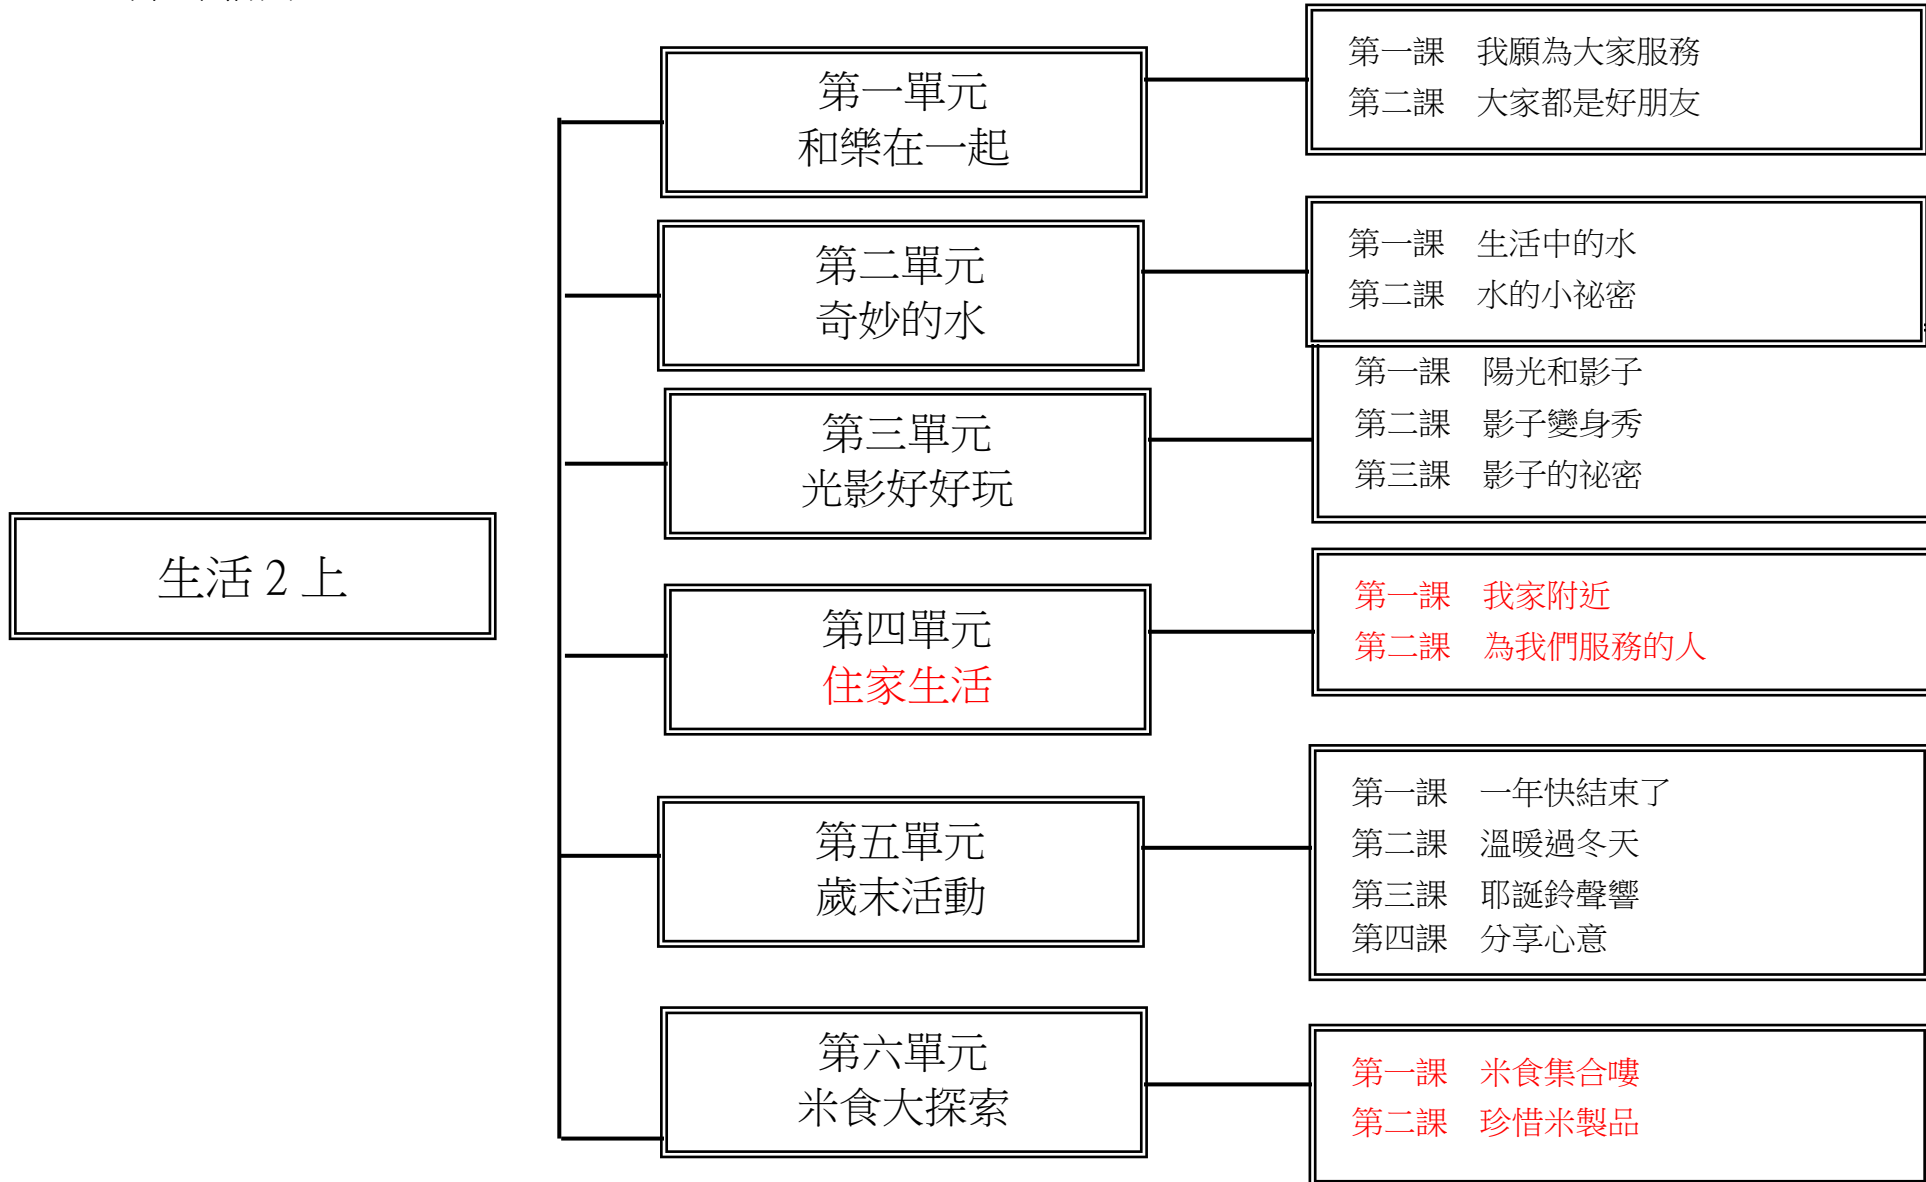 生活 2 上
第一單元
和樂在一起
第一課　我願為大家服務
第二課　大家都是好朋友
第二單元
奇妙的水
第一課　生活中的水
第二課　水的小祕密
第三單元
光影好好玩
第一課　陽光和影子
第二課　影子變身秀
第三課　影子的祕密
第四單元
住家生活
第一課　我家附近
第二課　為我們服務的人
第五單元
歲末活動
第一課　一年快結束了
第二課　溫暖過冬天
第三課　耶誕鈴聲響
第四課　分享心意
第六單元
米食大探索
第一課　米食集合嘍
第二課　珍惜米製品